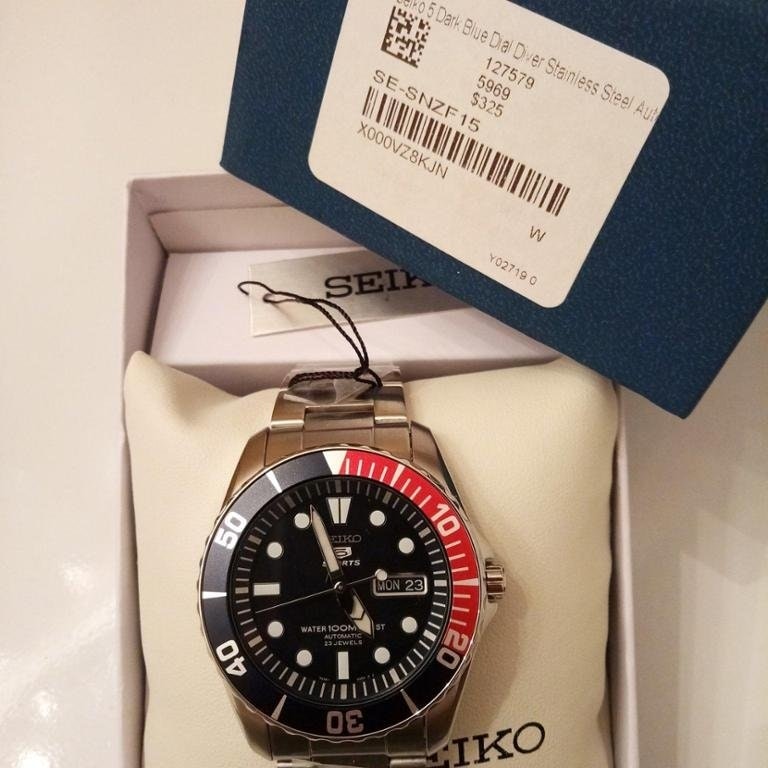 Seiko 5 Dark Blue Dial Diver Stainless Steel Aut
127579
5969
$325
SE-SNZF15
X000VZ8KJN
W
Y02719 0
SEIKO
10
20
30
40
50
SEIKO
5
SPORTS
MON 23
WATER 100M RESIST
AUTOMATIC
23 JEWELS
SEIKO